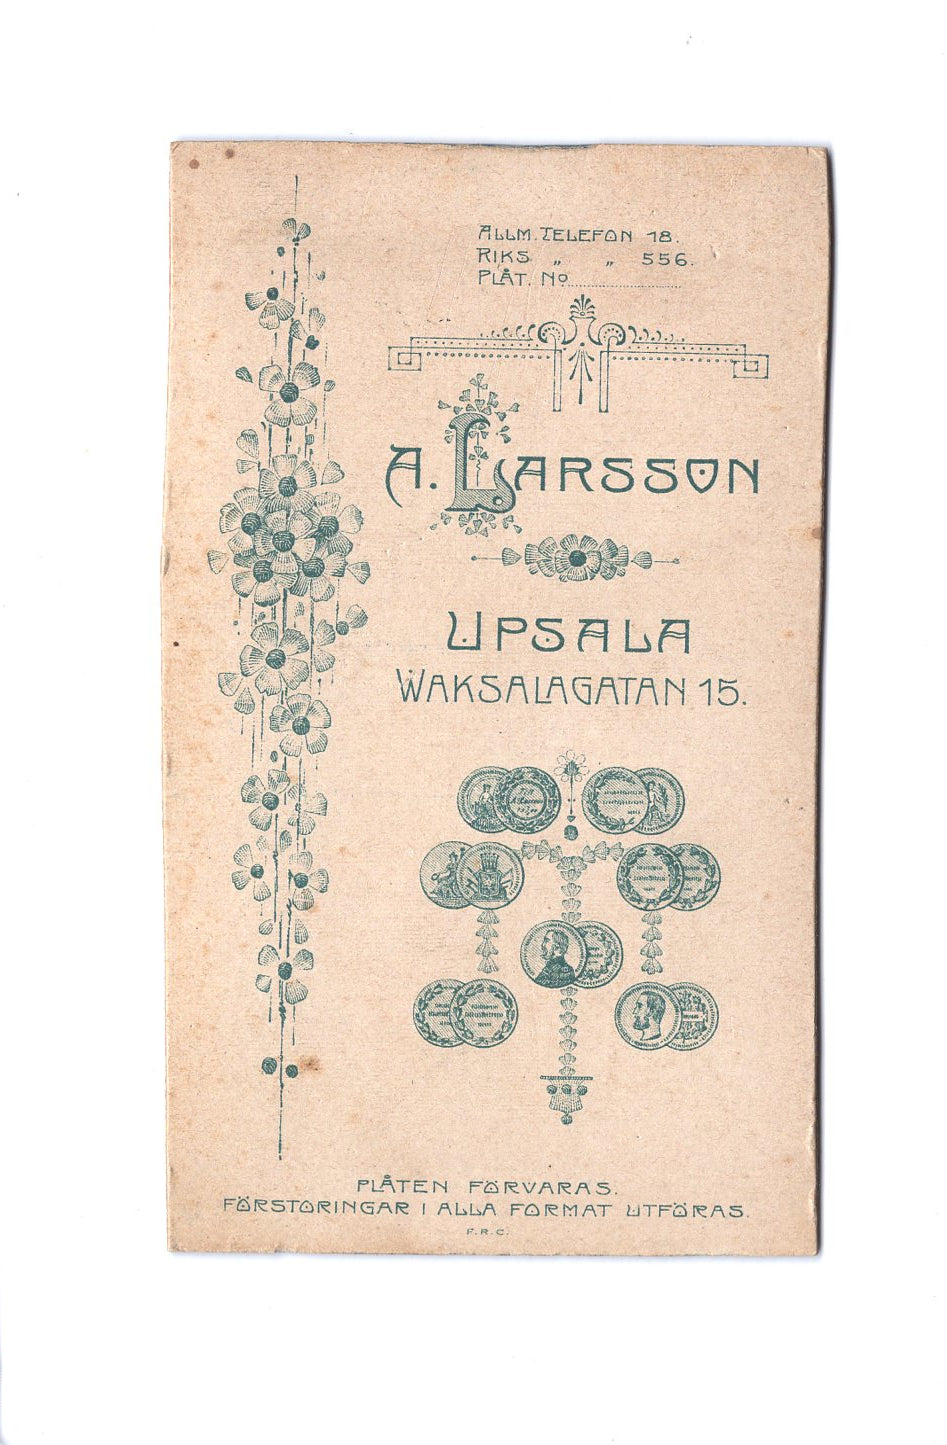 ALLM. TELEFON 18.
RIKS „ „ 556.
PLÅT. No
A. LARSSON
UPSALA
WAKSALAGATAN 15.
PLÅTEN FÖRVARAS.
FÖRSTORINGAR I ALLA FORMAT UTFÖRAS.
F.R.C.